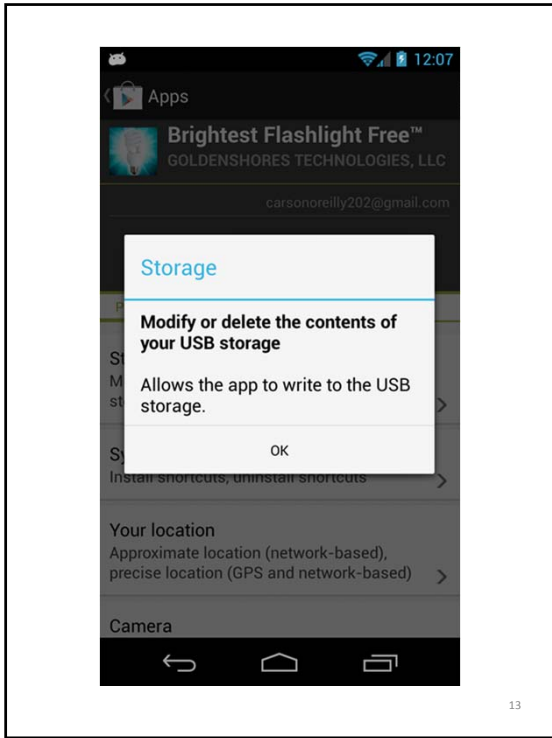 12:07
Apps
Brightest Flashlight Free™
GOLDENSHORES TECHNOLOGIES, LLC
carsonoreilly202@gmail.com
Storage
Modify or delete the contents of
your USB storage
Allows the app to write to the USB
storage.
OK
Install shortcuts, uninstall shortcuts
Your location
Approximate location (network-based),
precise location (GPS and network-based)
Camera
13